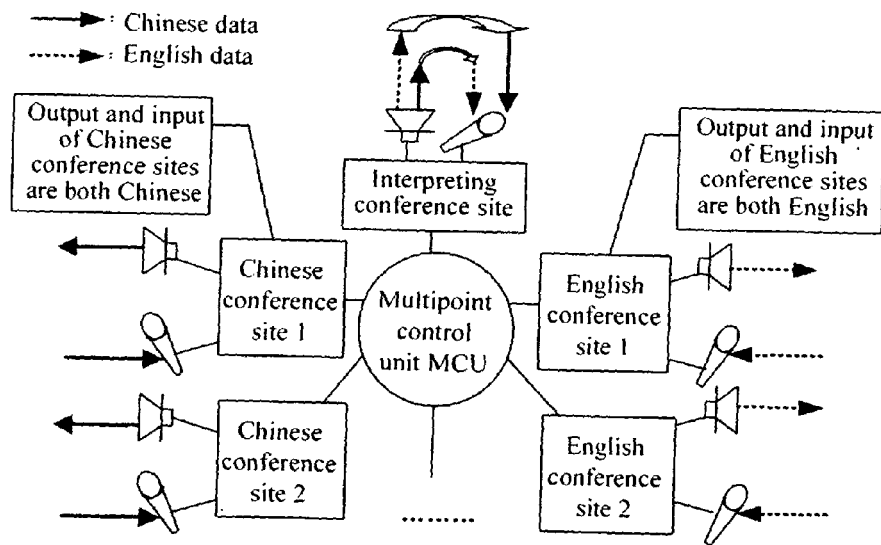 : Chinese data
: English data
Output and input
of Chinese
conference sites
are both Chinese
Interpreting
conference site
Output and input
of English
conference sites
are both English
Chinese
conference
site 1
Multipoint
control
unit MCU
English
conference
site 1
Chinese
conference
site 2
English
conference
site 2
........